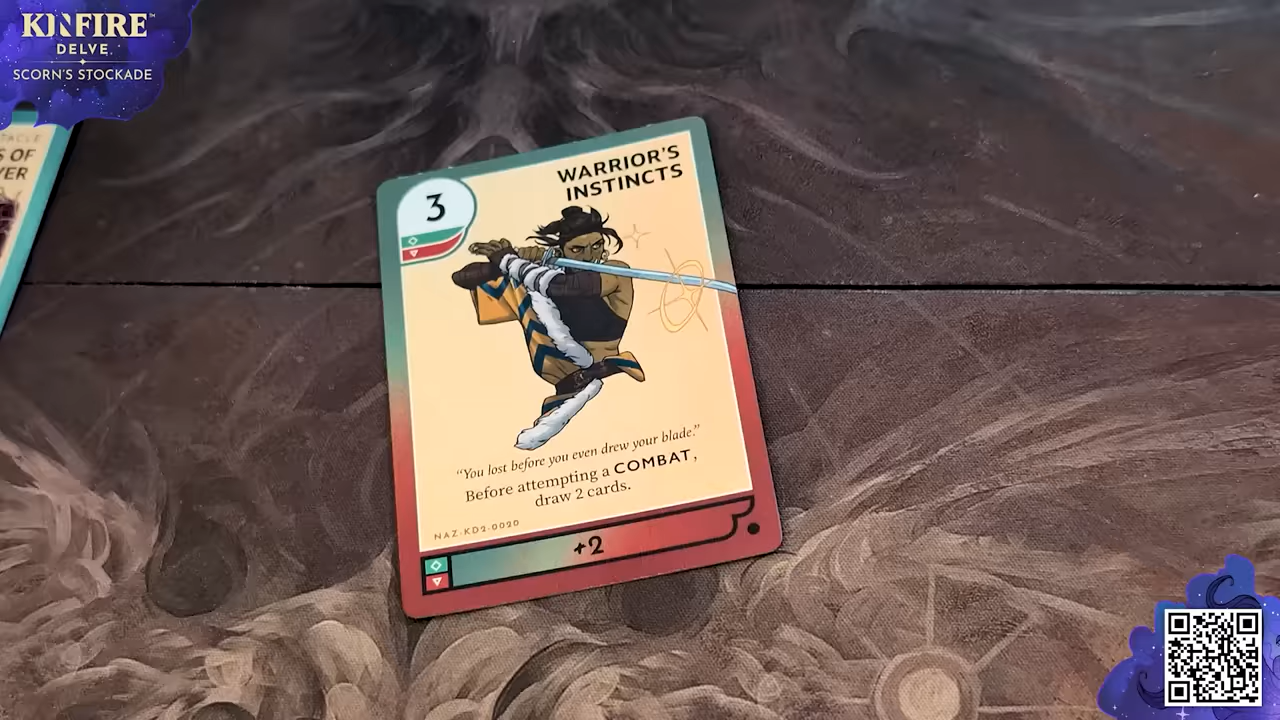 KINFIRE
DELVE
SCORN'S STOCKADE
S OF
3
WARRIOR'S
INSTINCTS
"You lost before you even drew your blade."
Before attempting a COMBAT,
draw 2 cards.
NAZ-KD2-0020
+2